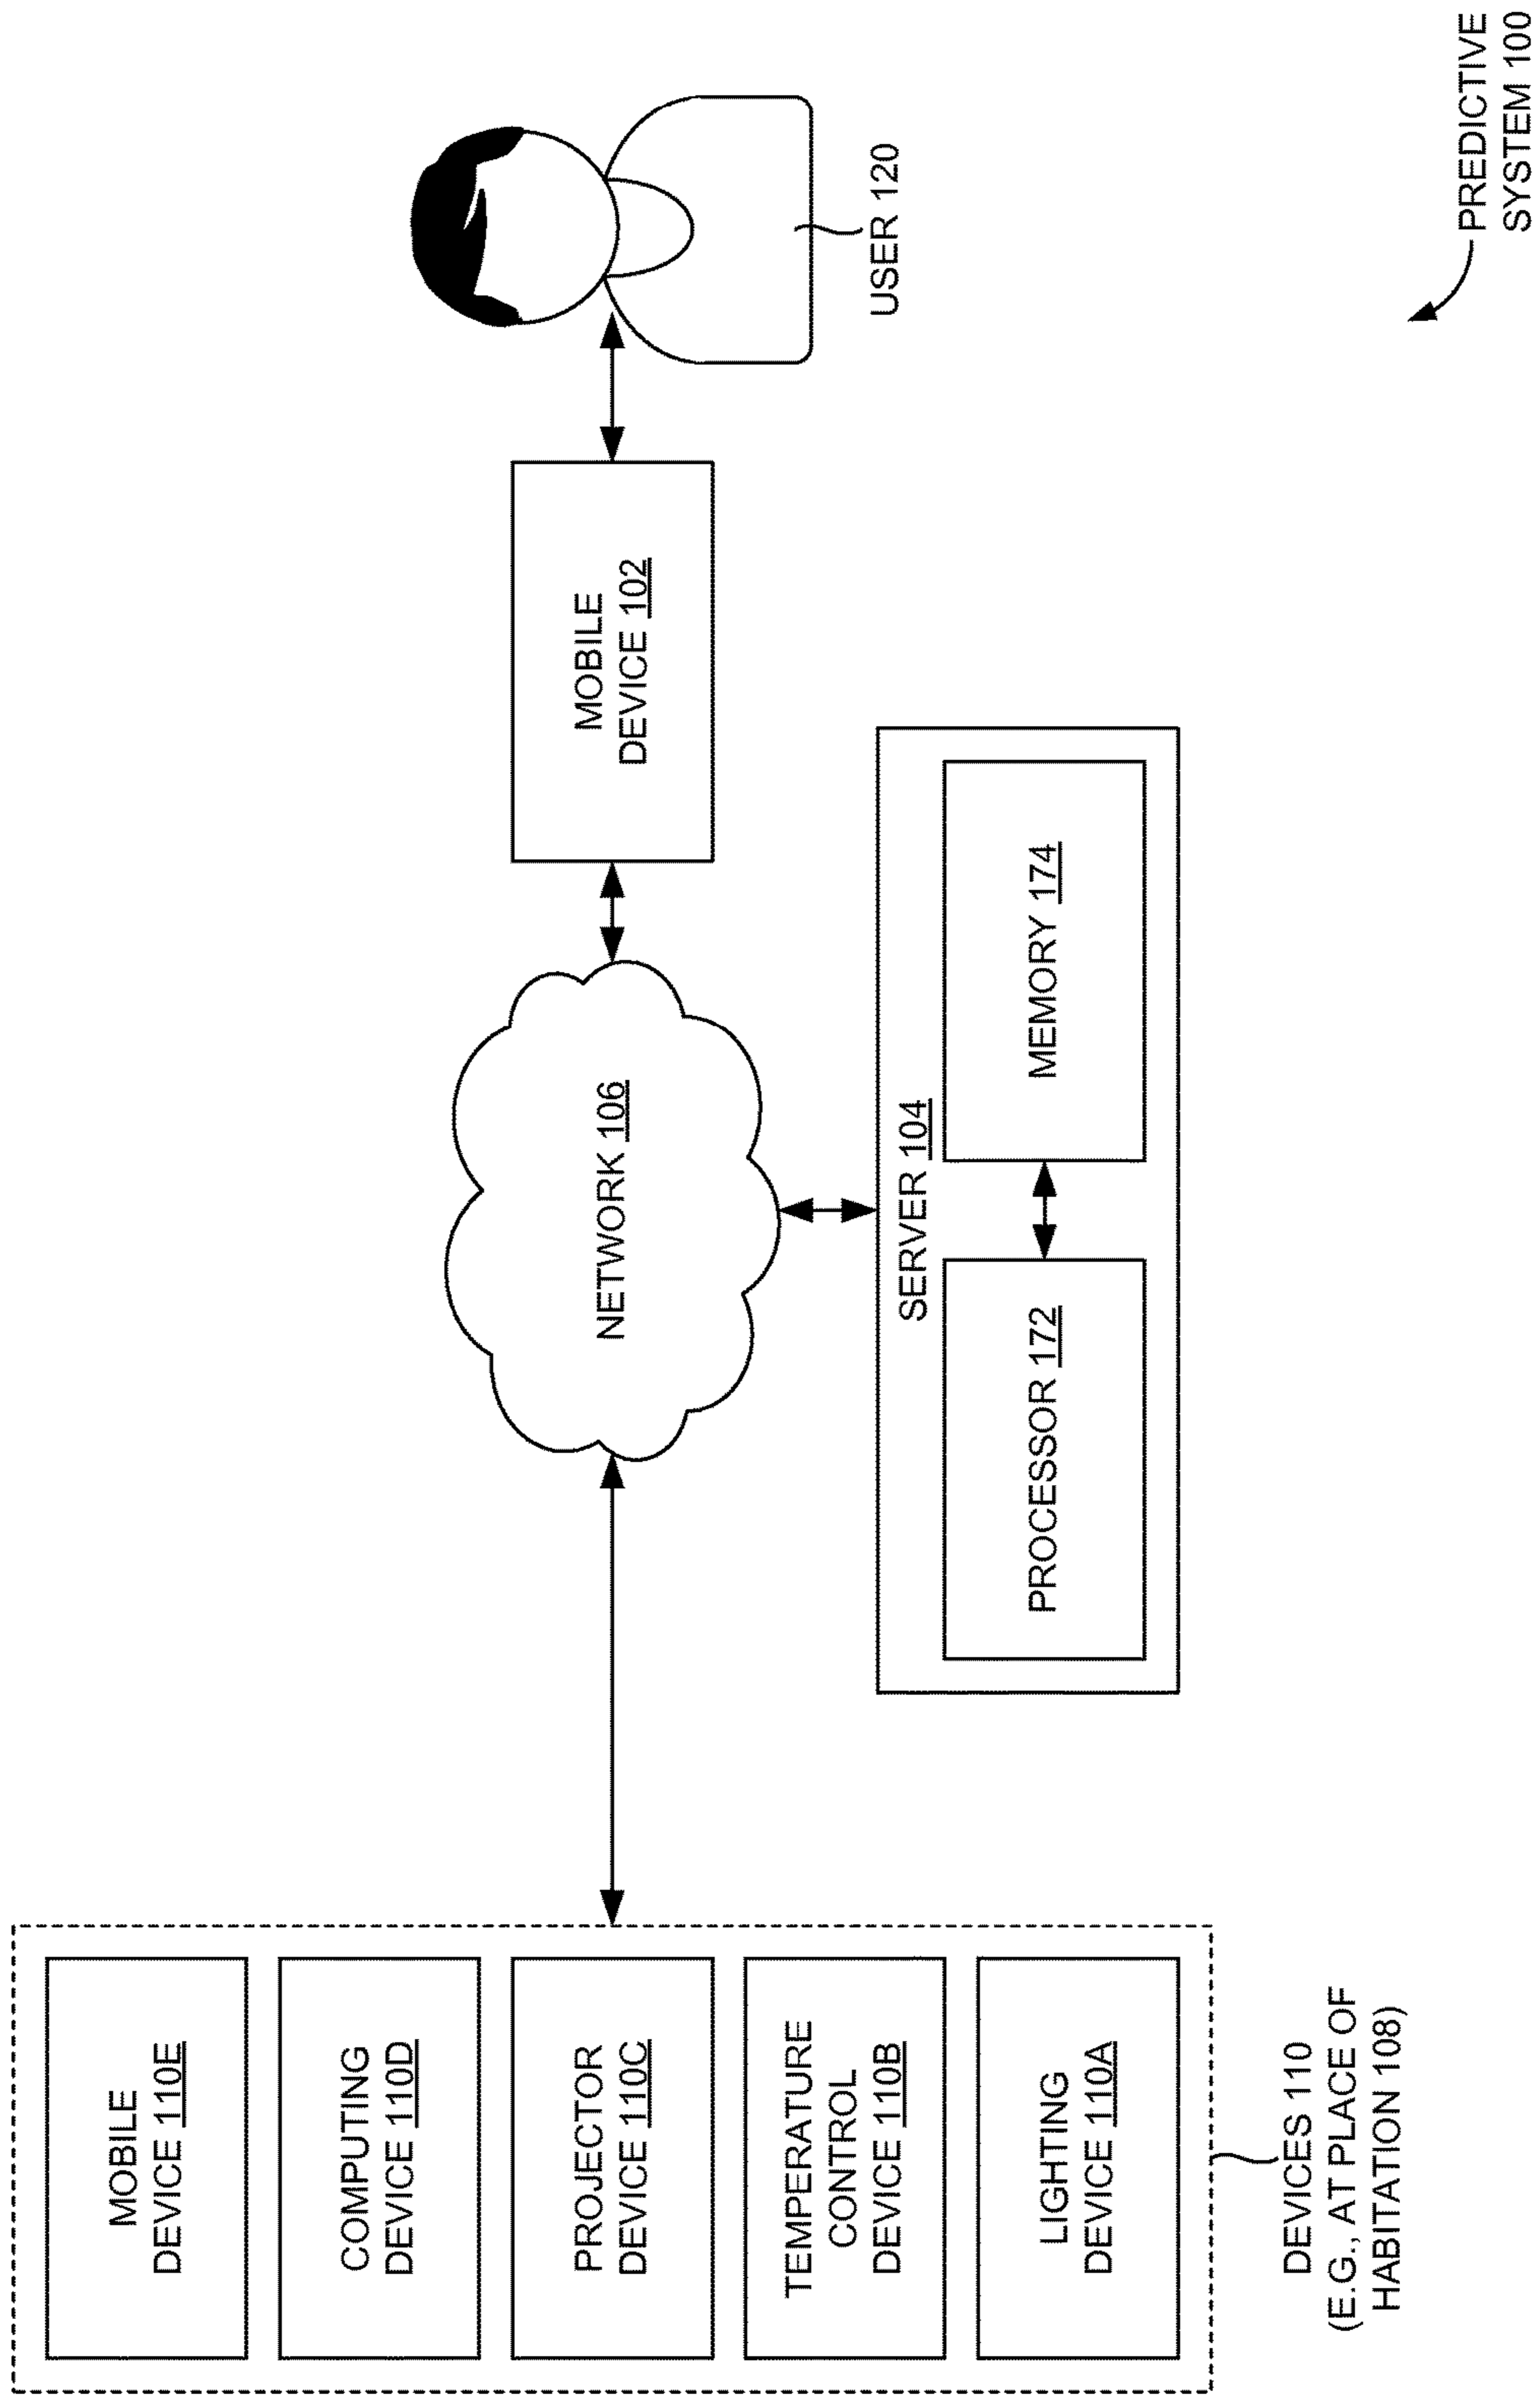 MOBILE
DEVICE 110E
COMPUTING
DEVICE 110D
PROJECTOR
DEVICE 110C
TEMPERATURE
CONTROL
DEVICE 110B
LIGHTING
DEVICE 110A
DEVICES 110
(E.G., AT PLACE OF
HABITATION 108)
NETWORK 106
SERVER 104
PROCESSOR 172
MEMORY 174
MOBILE
DEVICE 102
USER 120
PREDICTIVE
SYSTEM 100